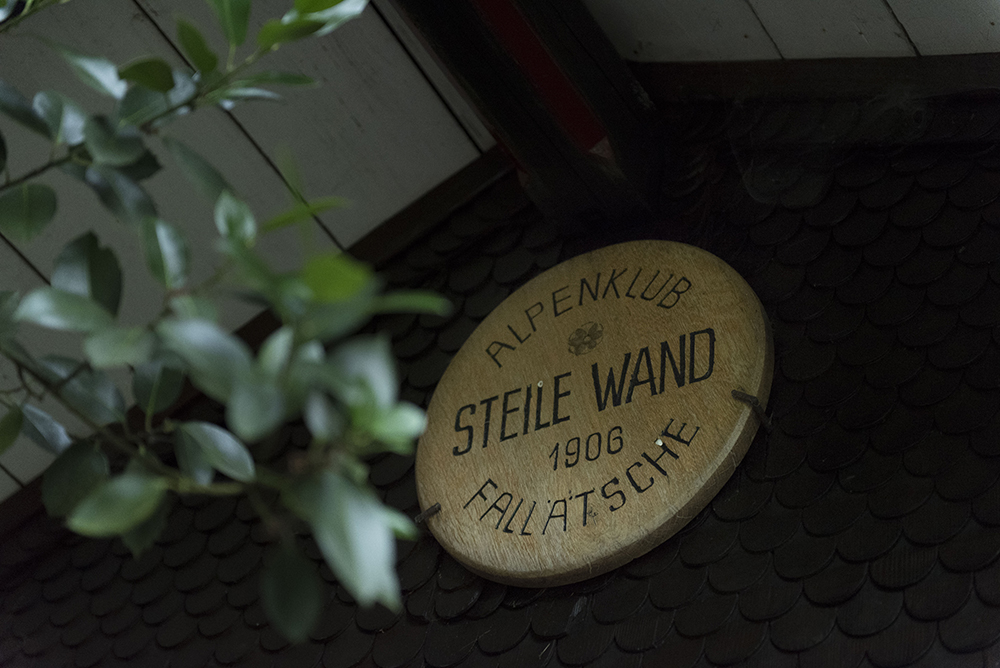 ALPENKLUB
STEILE WAND
1906
FALLÄTSCHE